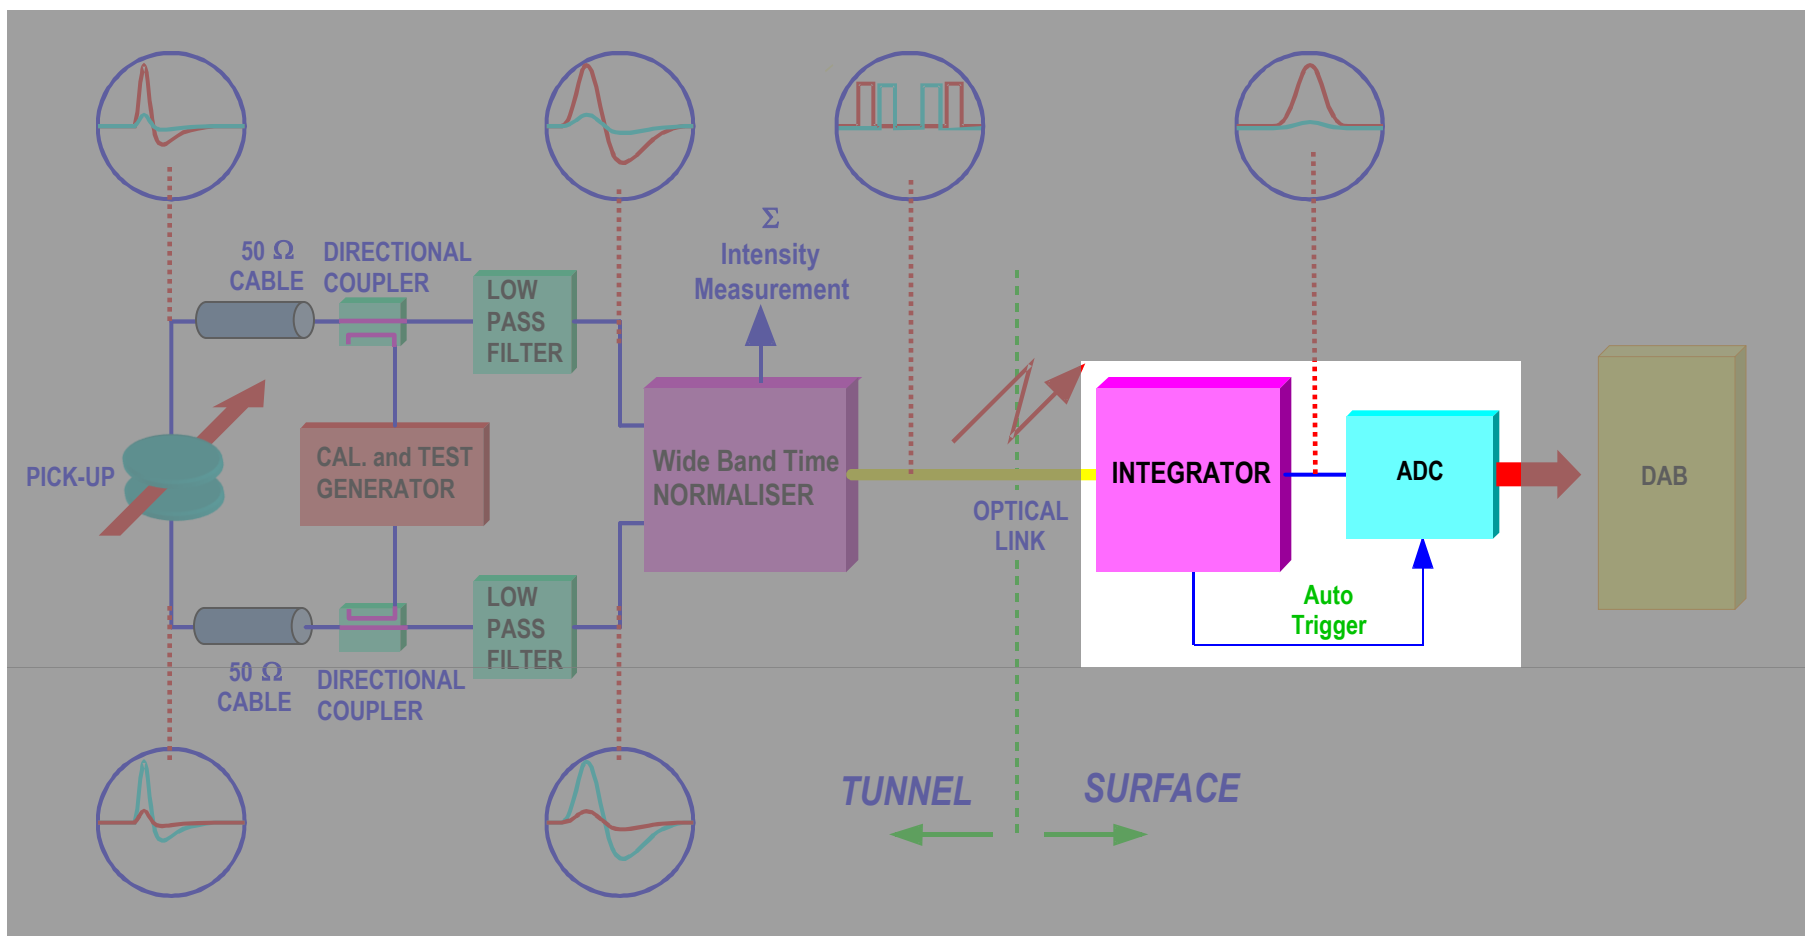 Σ
Intensity
Measurement
50 Ω
CABLE
DIRECTIONAL
COUPLER
LOW
PASS
FILTER
PICK-UP
CAL. and TEST
GENERATOR
Wide Band Time
NORMALISER
OPTICAL
LINK
INTEGRATOR
ADC
DAB
Auto
Trigger
LOW
PASS
FILTER
50 Ω
CABLE
DIRECTIONAL
COUPLER
TUNNEL
SURFACE